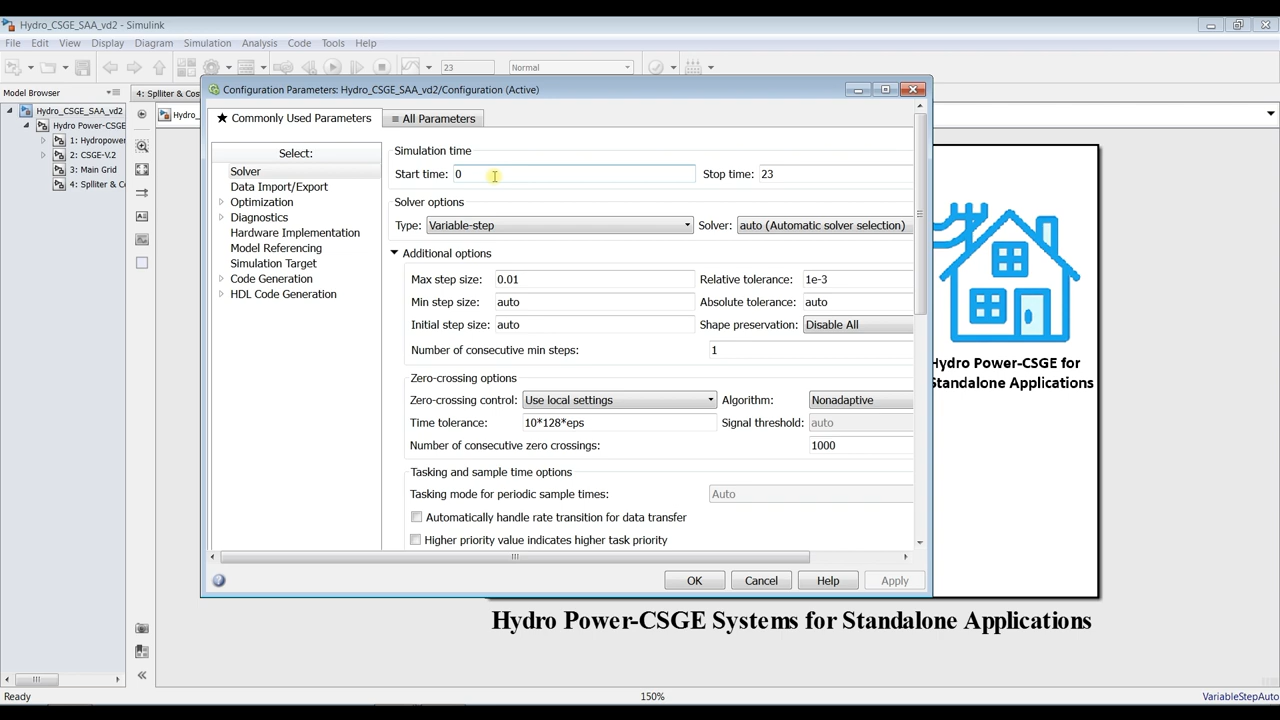 Hydro_CSGE_SAA_vd2 - Simulink
File Edit View Display Diagram Simulation Analysis Code Tools Help
23 Normal
Model Browser
Hydro_CSGE_SAA_vd2
Hydro Power-CSGE
1: Hydropower
2: CSGE-V.2
3: Main Grid
4: Splliter & C
4: Splliter & Cos
Hydro_
Configuration Parameters: Hydro_CSGE_SAA_vd2/Configuration (Active)
Commonly Used Parameters
All Parameters
Select:
Solver
Data Import/Export
Optimization
Diagnostics
Hardware Implementation
Model Referencing
Simulation Target
Code Generation
HDL Code Generation
Simulation time
Start time: 0 Stop time: 23
Solver options
Type: Variable-step Solver: auto (Automatic solver selection)
Additional options
Max step size: 0.01 Relative tolerance: 1e-3
Min step size: auto Absolute tolerance: auto
Initial step size: auto Shape preservation: Disable All
Number of consecutive min steps: 1
Zero-crossing options
Zero-crossing control: Use local settings Algorithm: Nonadaptive
Time tolerance: 10*128*eps Signal threshold: auto
Number of consecutive zero crossings: 1000
Tasking and sample time options
Tasking mode for periodic sample times: Auto
Automatically handle rate transition for data transfer
Higher priority value indicates higher task priority
OK Cancel Help Apply
Hydro Power-CSGE for
Standalone Applications
Hydro Power-CSGE Systems for Standalone Applications
Ready 150% VariableStepAuto